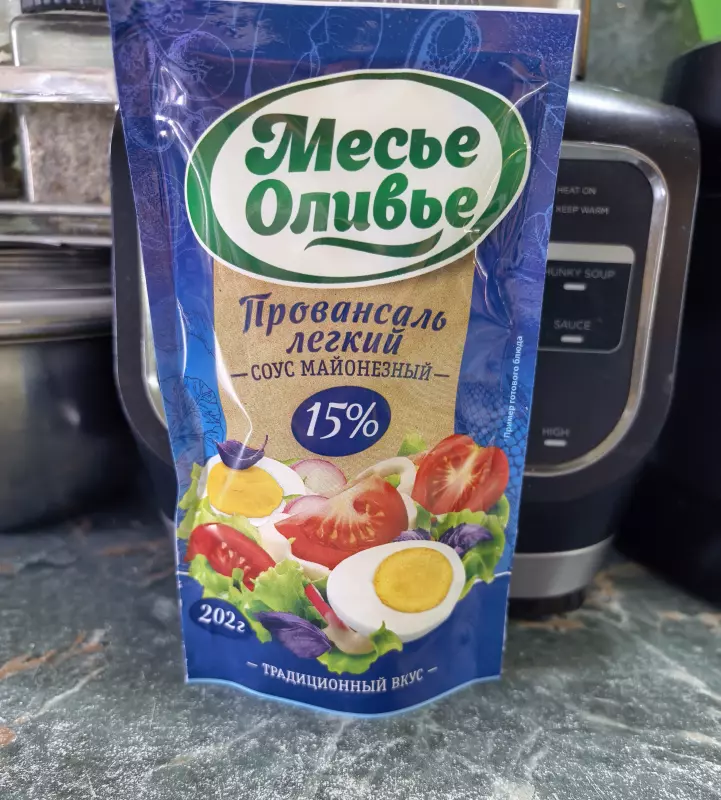 Месье
Оливье
Провансаль
легкий
СОУС МАЙОНЕЗНЫЙ
15%
202г
ТРАДИЦИОННЫЙ ВКУС
Пример готового блюда
HEAT ON
KEEP WARM
HUNKY SOUP
SAUCE
HIGH